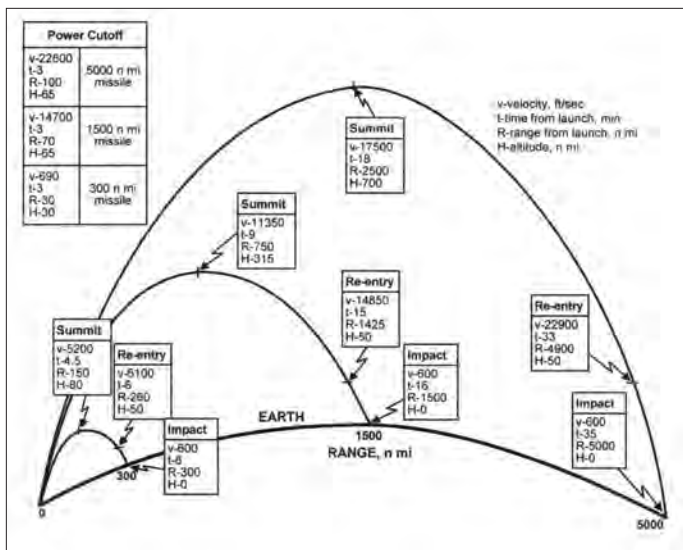 Power Cutoff
v-22600
t-3
R-100
H-65
5000 n mi
missile
v-14700
t-3
R-70
H-65
1500 n mi
missile
v-690
t-3
R-30
H-30
300 n mi
missile
v-velocity, ft/sec
t-time from launch, min
R-range from launch, n mi
H-altitude, n mi
Summit
v-17500
t-18
R-2500
H-700
Summit
v-11350
t-9
R-750
H-315
Re-entry
v-14850
t-15
R-1425
H-50
Re-entry
v-22900
t-33
R-4900
H-50
Summit
v-5200
t-4.5
R-150
H-80
Re-entry
v-6100
t-6
R-260
H-50
Impact
v-600
t-16
R-1500
H-0
Impact
v-600
t-35
R-5000
H-0
Impact
v-600
t-6
R-300
H-0
EARTH
1500
RANGE, n mi
300
0
5000